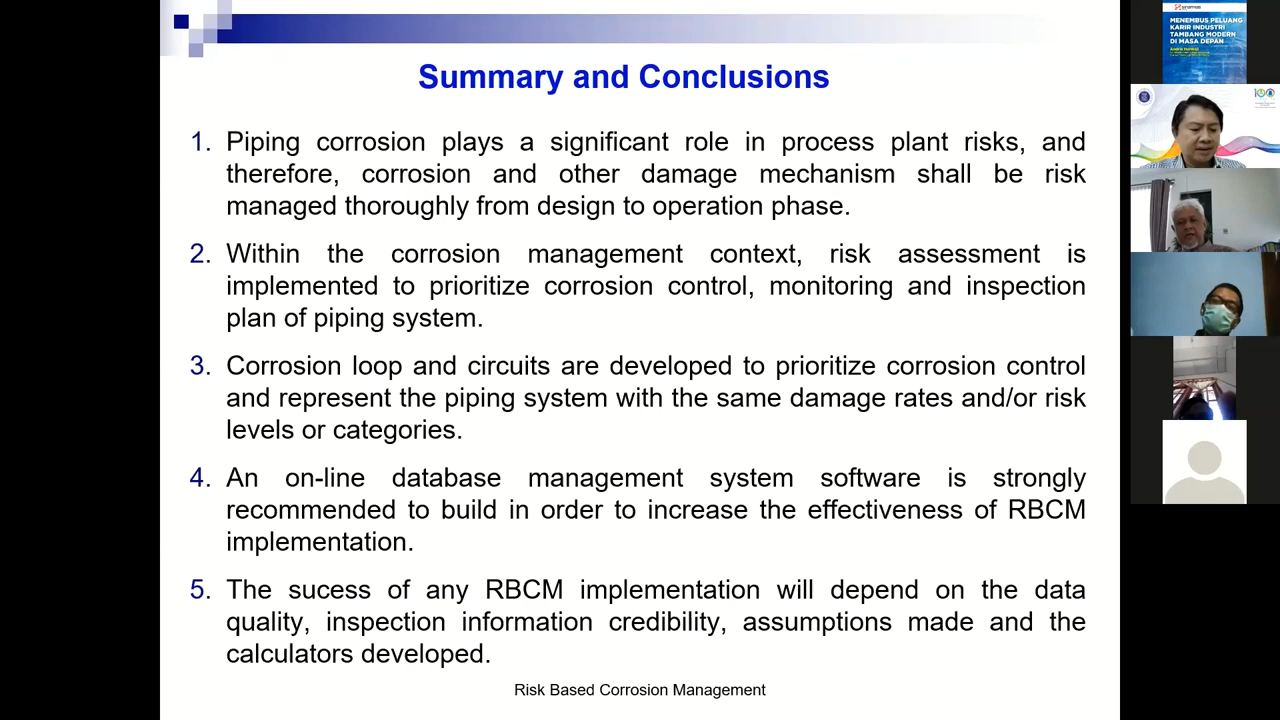 Summary and Conclusions
1. Piping corrosion plays a significant role in process plant risks, and
therefore, corrosion and other damage mechanism shall be risk
managed thoroughly from design to operation phase.
2. Within the corrosion management context, risk assessment is
implemented to prioritize corrosion control, monitoring and inspection
plan of piping system.
3. Corrosion loop and circuits are developed to prioritize corrosion control
and represent the piping system with the same damage rates and/or risk
levels or categories.
4. An on-line database management system software is strongly
recommended to build in order to increase the effectiveness of RBCM
implementation.
5. The sucess of any RBCM implementation will depend on the data
quality, inspection information credibility, assumptions made and the
calculators developed.
Risk Based Corrosion Management
sinarmas
MENEMBUS PELUANG
KARIR INDUSTRI
TAMBANG MODERN
DI MASA DEPAN